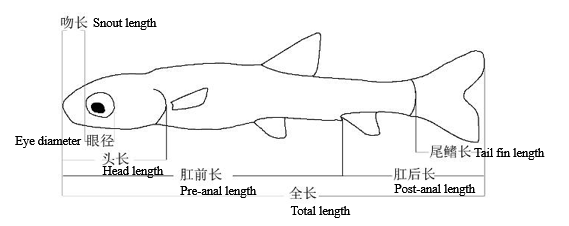 吻长 Snout length
Eye diameter 眼径
尾鳍长 Tail fin length
头长
Head length
肛前长
肛后长
Pre-anal length
Post-anal length
全长
Total length